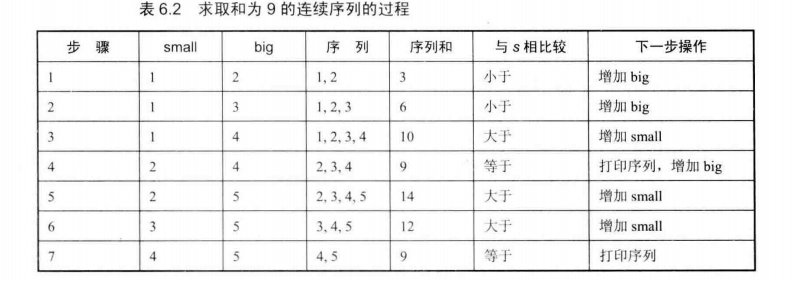 表 6.2 求取和为 9 的连续序列的过程
步 骤 small big 序 列 序列和 与 s 相比较 下一步操作
1 1 2 1, 2 3 小于 增加 big
2 1 3 1, 2, 3 6 小于 增加 big
3 1 4 1, 2, 3, 4 10 大于 增加 small
4 2 4 2, 3, 4 9 等于 打印序列，增加 big
5 2 5 2, 3, 4, 5 14 大于 增加 small
6 3 5 3, 4, 5 12 大于 增加 small
7 4 5 4, 5 9 等于 打印序列